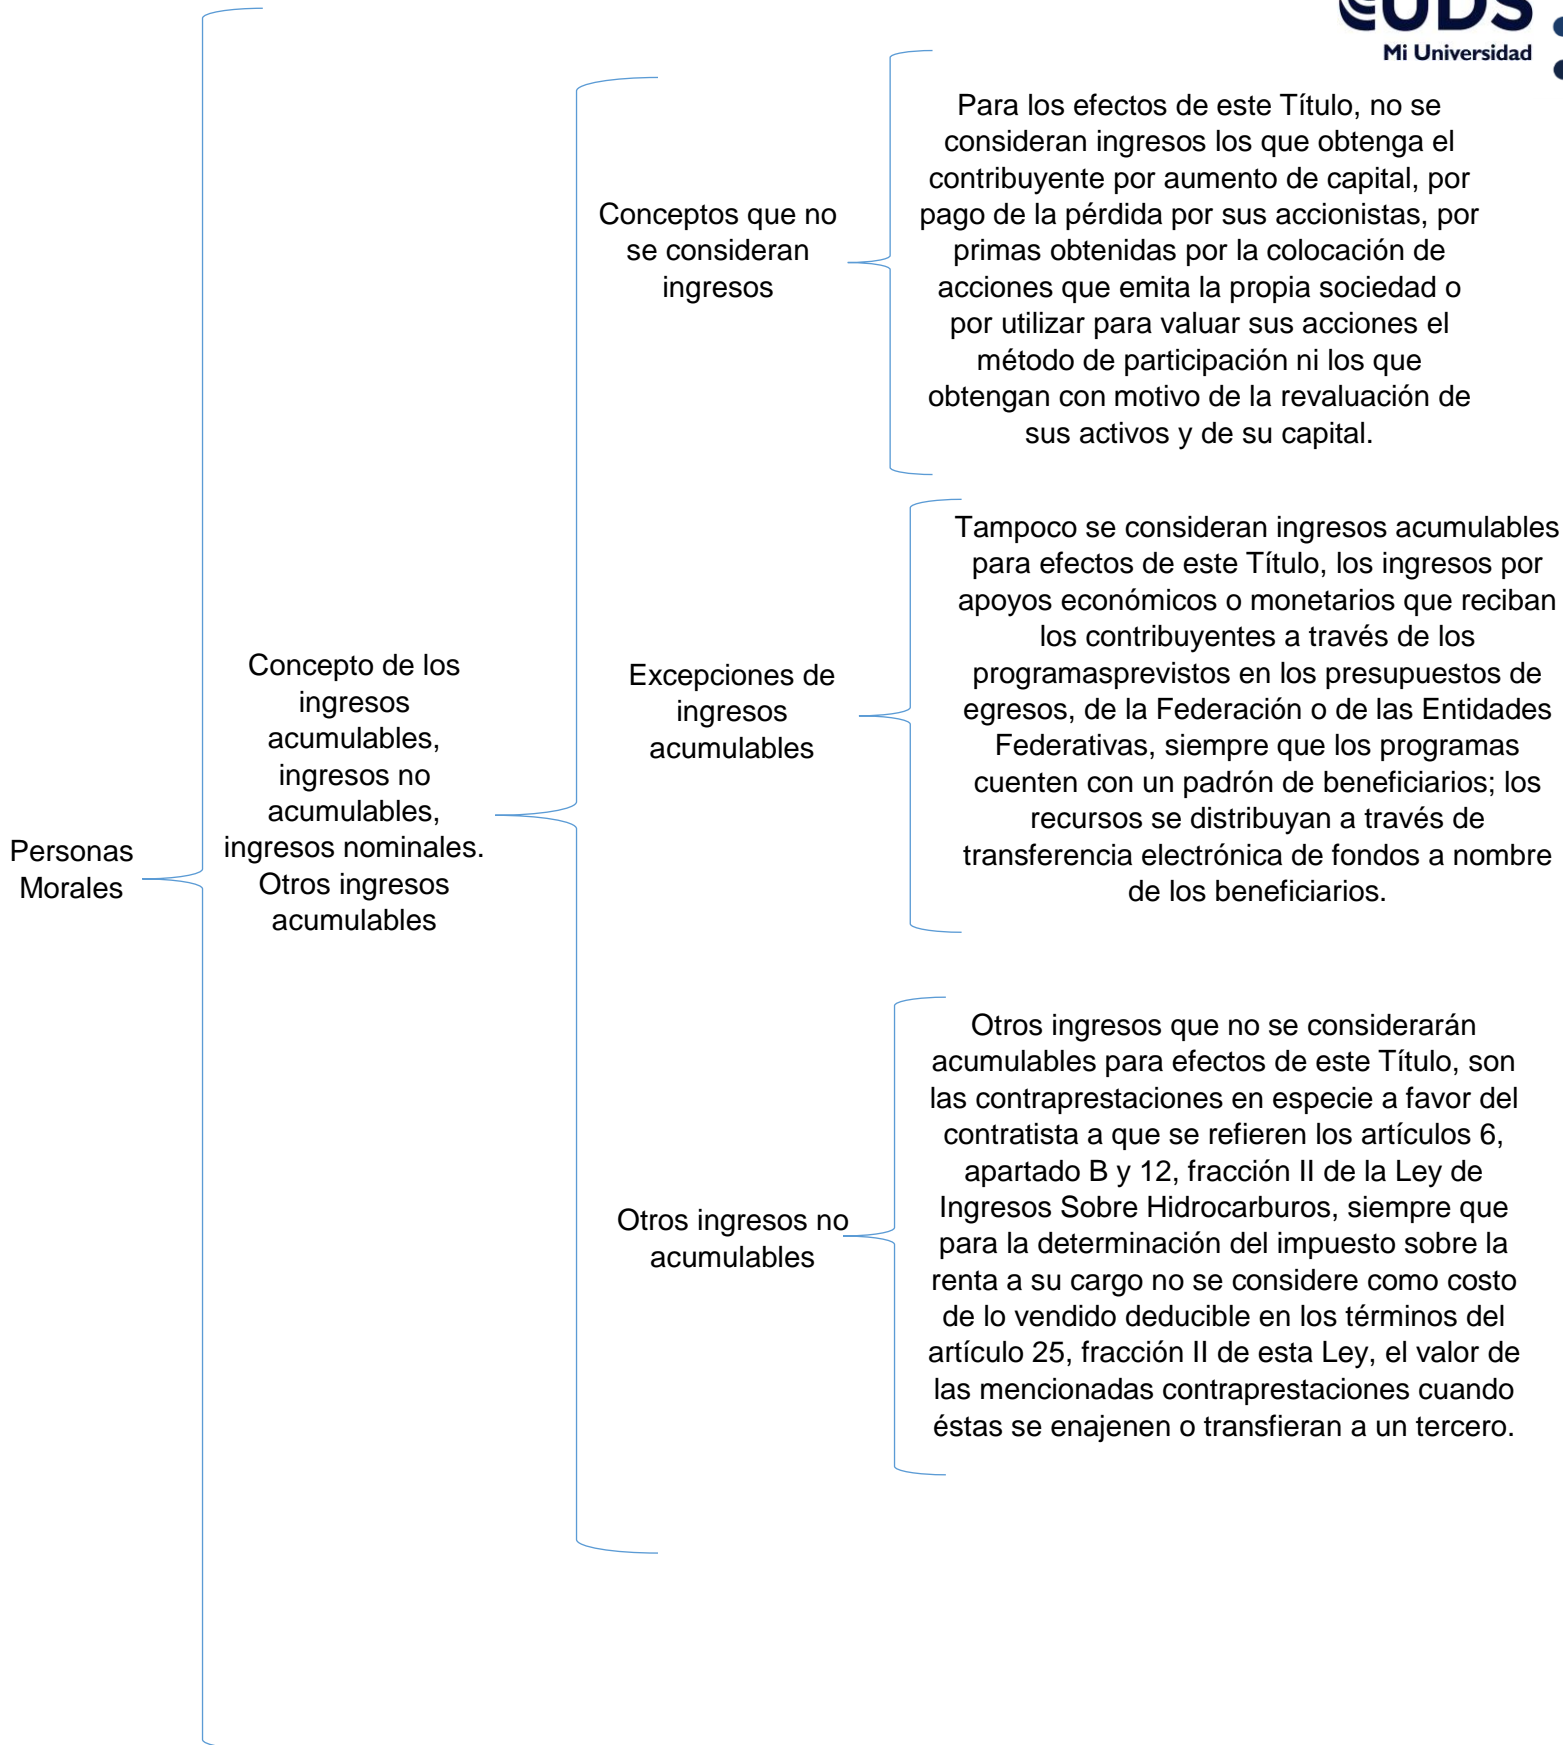 UDS
Mi Universidad
Personas
Morales
Concepto de los
ingresos
acumulables,
ingresos no
acumulables,
ingresos nominales.
Otros ingresos
acumulables
Conceptos que no
se consideran
ingresos
Para los efectos de este Título, no se
consideran ingresos los que obtenga el
contribuyente por aumento de capital, por
pago de la pérdida por sus accionistas, por
primas obtenidas por la colocación de
acciones que emita la propia sociedad o
por utilizar para valuar sus acciones el
método de participación ni los que
obtengan con motivo de la revaluación de
sus activos y de su capital.
Excepciones de
ingresos
acumulables
Tampoco se consideran ingresos acumulables
para efectos de este Título, los ingresos por
apoyos económicos o monetarios que reciban
los contribuyentes a través de los
programasprevistos en los presupuestos de
egresos, de la Federación o de las Entidades
Federativas, siempre que los programas
cuenten con un padrón de beneficiarios; los
recursos se distribuyan a través de
transferencia electrónica de fondos a nombre
de los beneficiarios.
Otros ingresos no
acumulables
Otros ingresos que no se considerarán
acumulables para efectos de este Título, son
las contraprestaciones en especie a favor del
contratista a que se refieren los artículos 6,
apartado B y 12, fracción II de la Ley de
Ingresos Sobre Hidrocarburos, siempre que
para la determinación del impuesto sobre la
renta a su cargo no se considere como costo
de lo vendido deducible en los términos del
artículo 25, fracción II de esta Ley, el valor de
las mencionadas contraprestaciones cuando
éstas se enajenen o transfieran a un tercero.